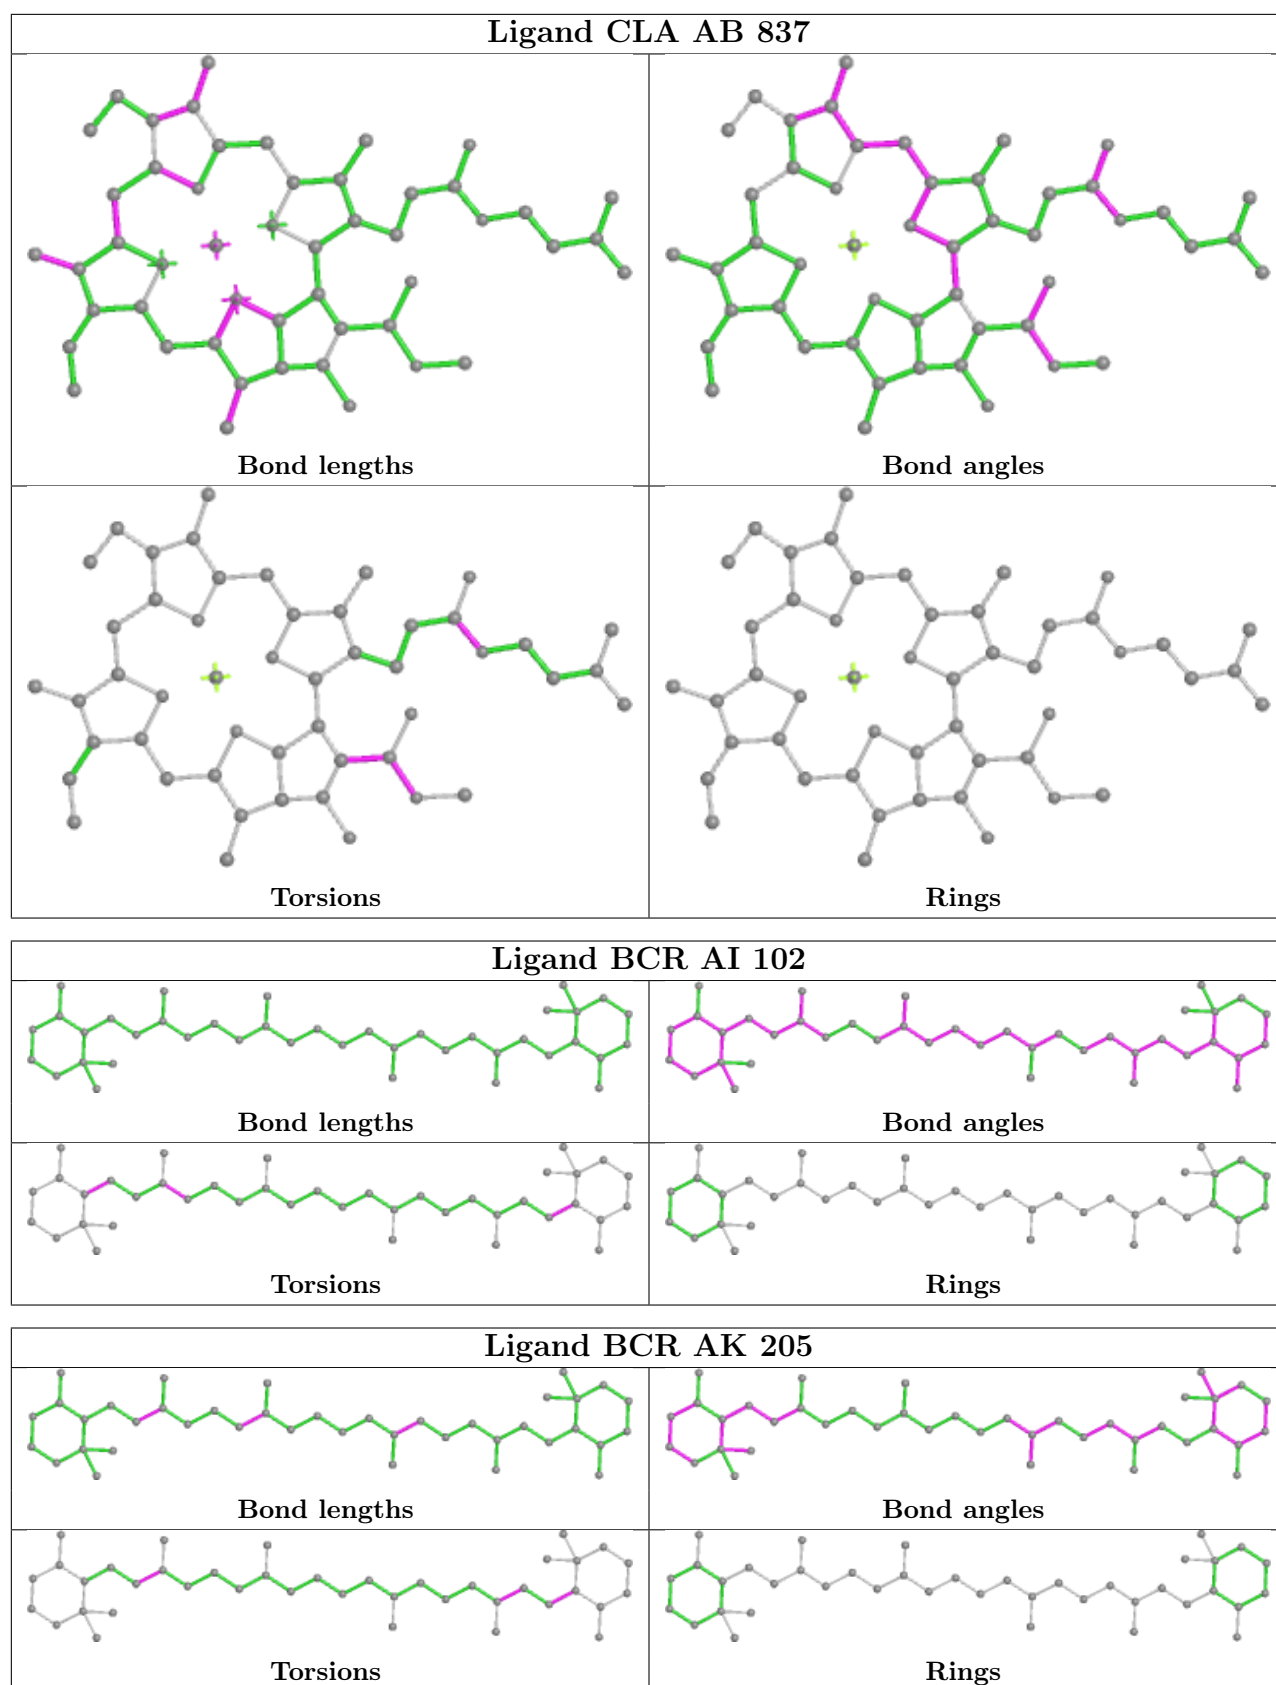 Ligand CLA AB 837
Bond lengths
Bond angles
Torsions
Rings
Ligand BCR AI 102
Bond lengths
Bond angles
Torsions
Rings
Ligand BCR AK 205
Bond lengths
Bond angles
Torsions
Rings